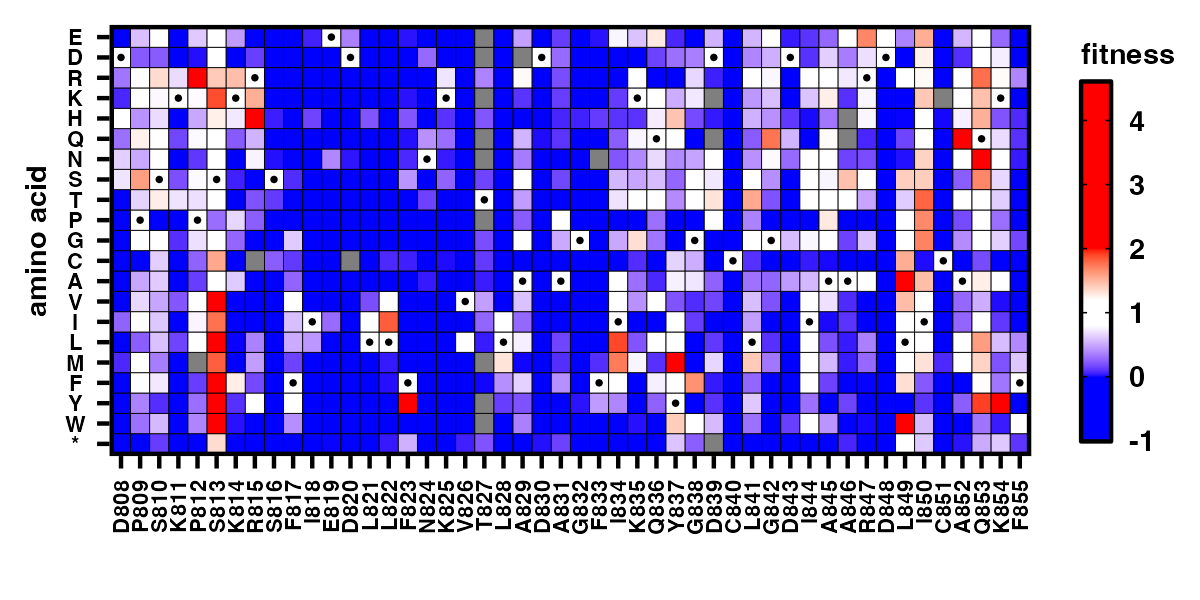 fitness
amino acid
E
D
R
K
H
Q
N
S
T
P
G
C
A
V
I
L
M
F
Y
W
*
4
3
2
1
0
-1
D808
P809
S810
K811
P812
S813
K814
R815
S816
F817
I818
E819
D820
L821
L822
F823
N824
K825
V826
T827
L828
A829
D830
A831
G832
F833
I834
K835
Q836
Y837
G838
D839
C840
L841
G842
D843
I844
A845
A846
R847
D848
L849
I850
C851
A852
Q853
K854
F855